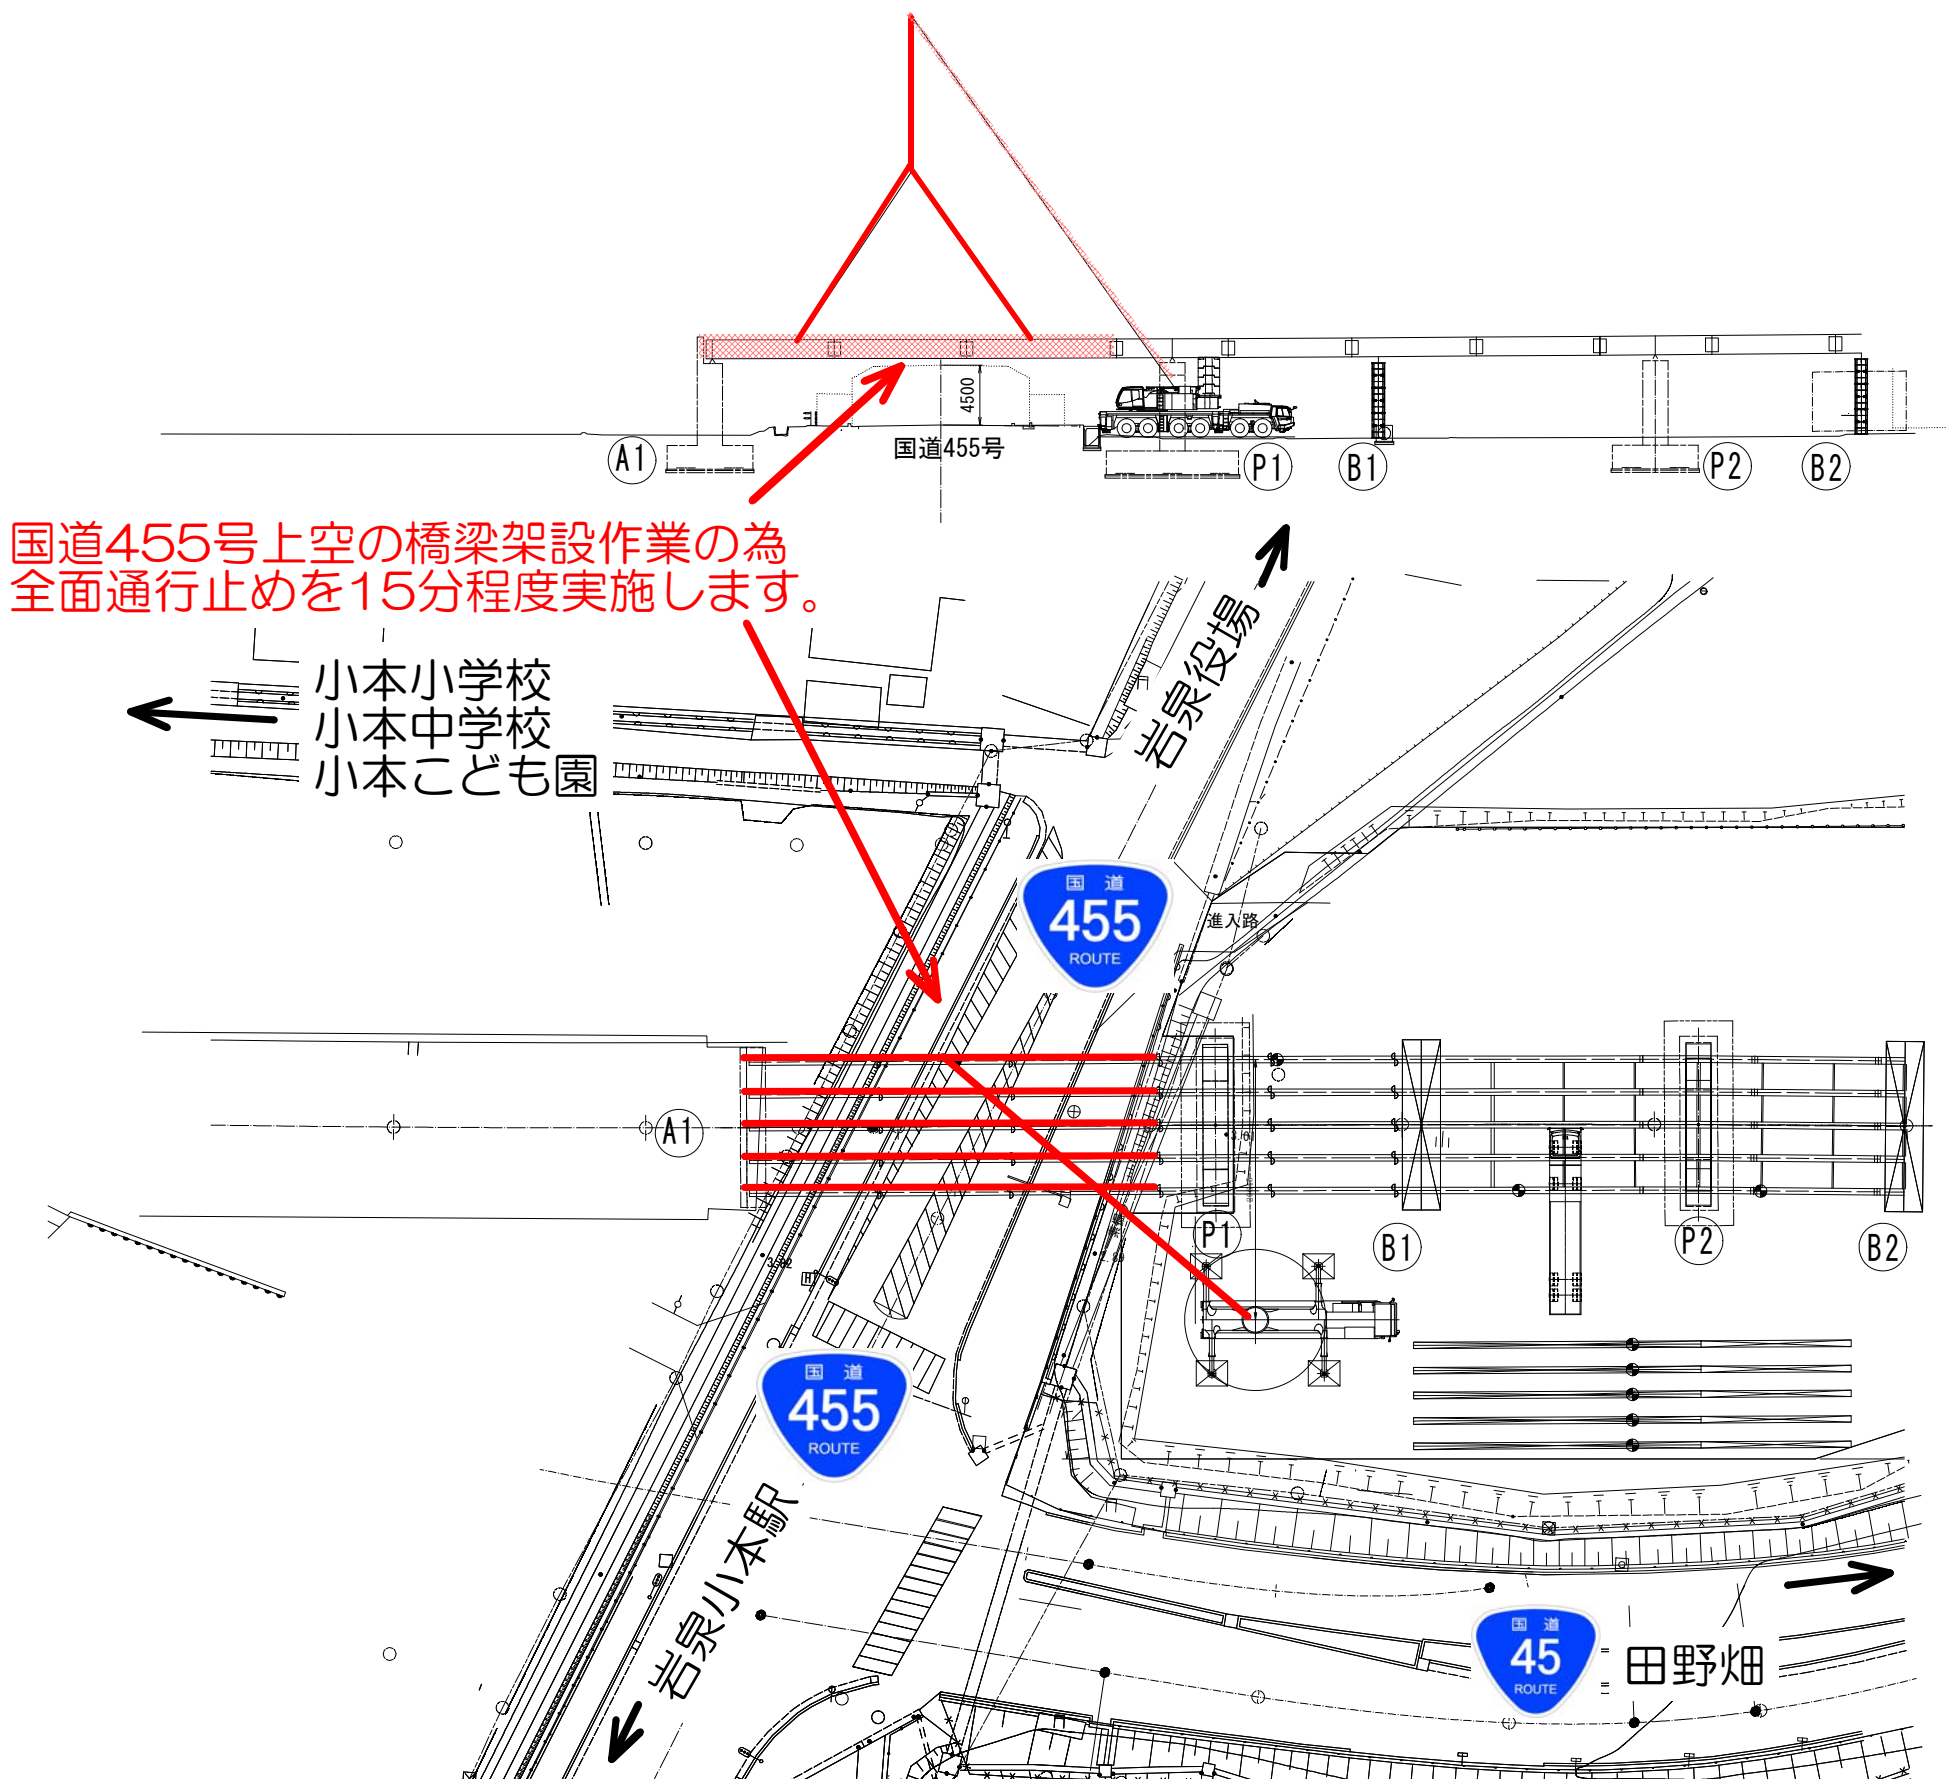 4500
国道455号
A1
P1
B1
P2
B2
国道455号上空の橋梁架設作業の為
全面通行止めを15分程度実施します。
小本小学校
小本中学校
小本こども園
岩泉役場
国道
455
ROUTE
進入路
A1
P1
B1
P2
B2
国道
455
ROUTE
岩泉小本駅
国道
45
ROUTE
田野畑